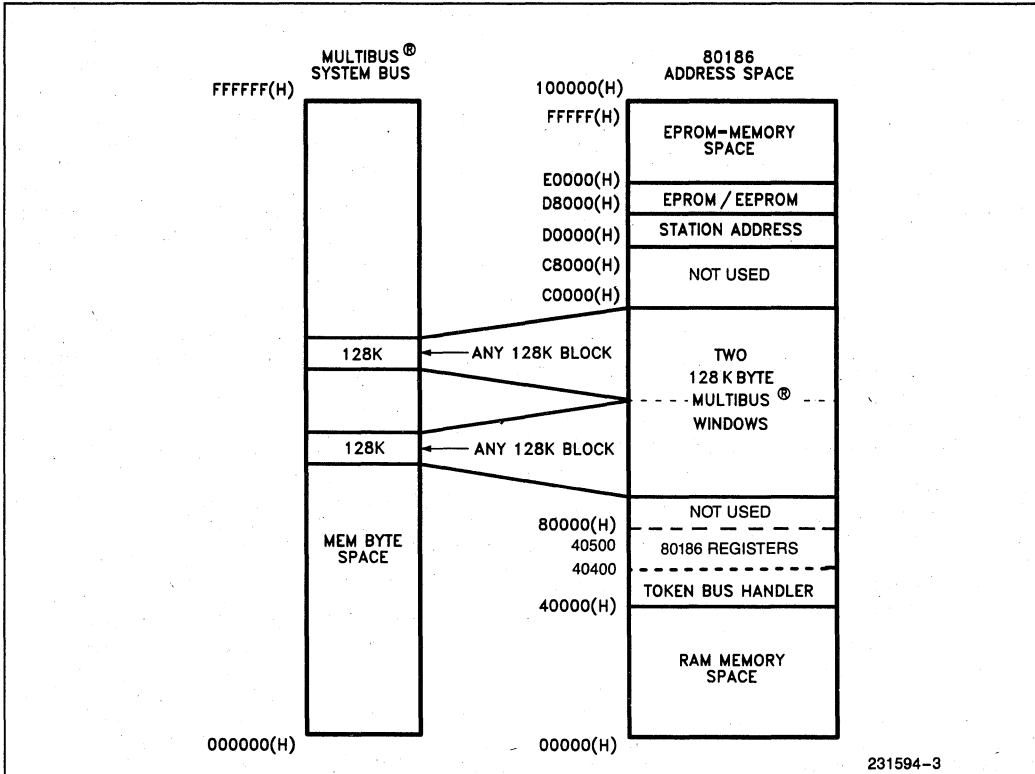 MULTIBUS ®
SYSTEM BUS
FFFFFF(H)
128K
ANY 128K BLOCK
128K
ANY 128K BLOCK
MEM BYTE
SPACE
000000(H)
80186
ADDRESS SPACE
100000(H)
FFFFF(H)
EPROM-MEMORY
SPACE
E0000(H)
D8000(H)
EPROM / EEPROM
STATION ADDRESS
D0000(H)
C8000(H)
NOT USED
C0000(H)
TWO
128 K BYTE
MULTIBUS ®
WINDOWS
NOT USED
80000(H)
40500
80186 REGISTERS
40400
TOKEN BUS HANDLER
40000(H)
RAM MEMORY
SPACE
00000(H)
231594-3